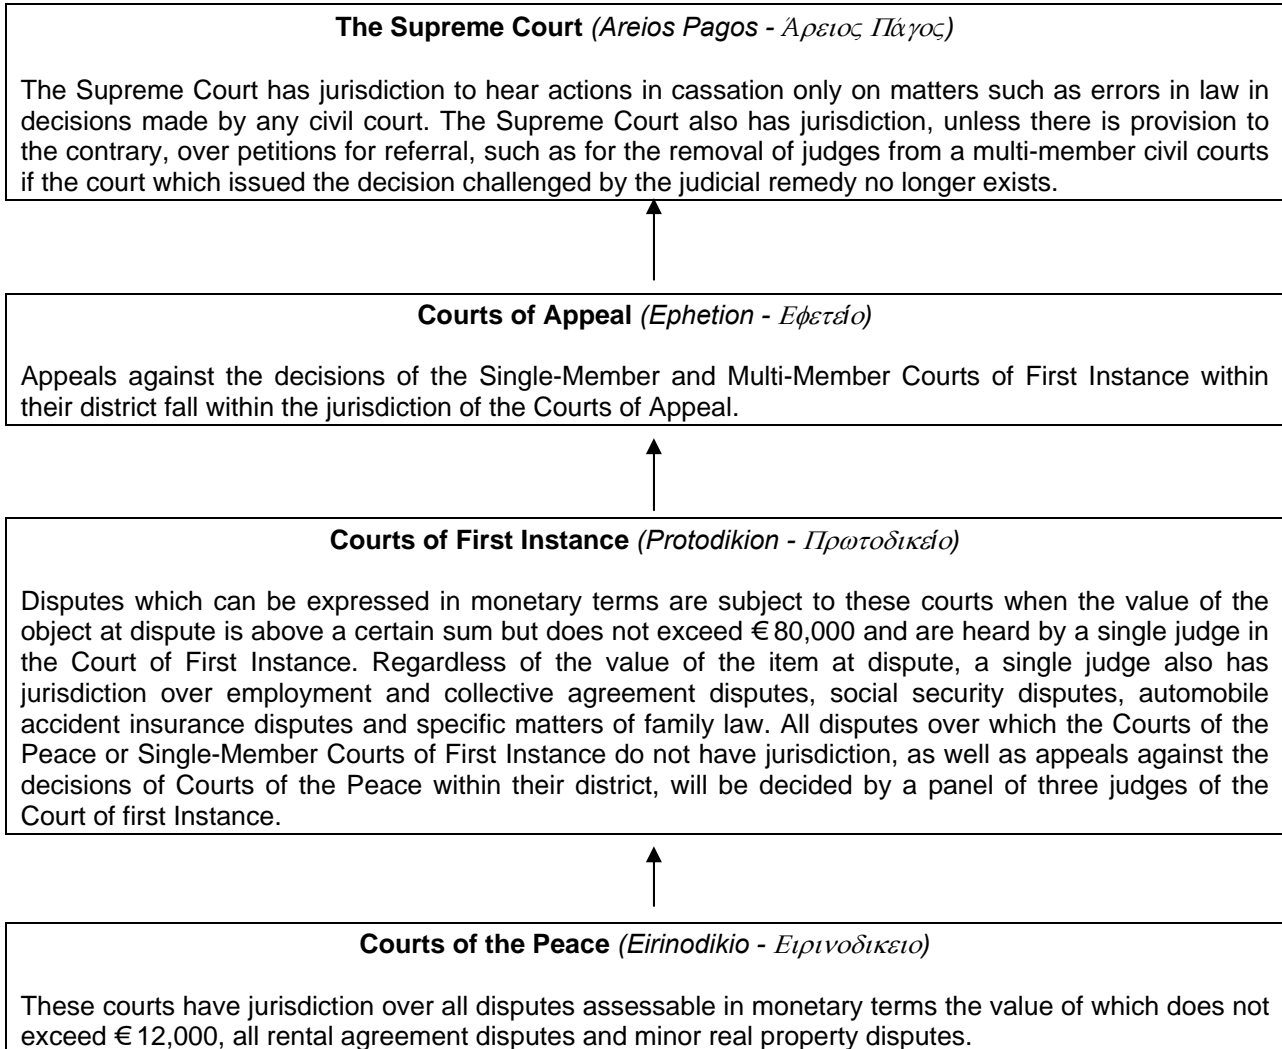 The Supreme Court (Areios Pagos - Άρειος Πάγος)
The Supreme Court has jurisdiction to hear actions in cassation only on matters such as errors in law in
decisions made by any civil court. The Supreme Court also has jurisdiction, unless there is provision to
the contrary, over petitions for referral, such as for the removal of judges from a multi-member civil courts
if the court which issued the decision challenged by the judicial remedy no longer exists.
Courts of Appeal (Ephetion - Εφετείο)
Appeals against the decisions of the Single-Member and Multi-Member Courts of First Instance within
their district fall within the jurisdiction of the Courts of Appeal.
Courts of First Instance (Protodikion - Πρωτοδικείο)
Disputes which can be expressed in monetary terms are subject to these courts when the value of the
object at dispute is above a certain sum but does not exceed €80,000 and are heard by a single judge in
the Court of First Instance. Regardless of the value of the item at dispute, a single judge also has
jurisdiction over employment and collective agreement disputes, social security disputes, automobile
accident insurance disputes and specific matters of family law. All disputes over which the Courts of the
Peace or Single-Member Courts of First Instance do not have jurisdiction, as well as appeals against the
decisions of Courts of the Peace within their district, will be decided by a panel of three judges of the
Court of first Instance.
Courts of the Peace (Eirinodikio - Ειρινοδικειο)
These courts have jurisdiction over all disputes assessable in monetary terms the value of which does not
exceed €12,000, all rental agreement disputes and minor real property disputes.